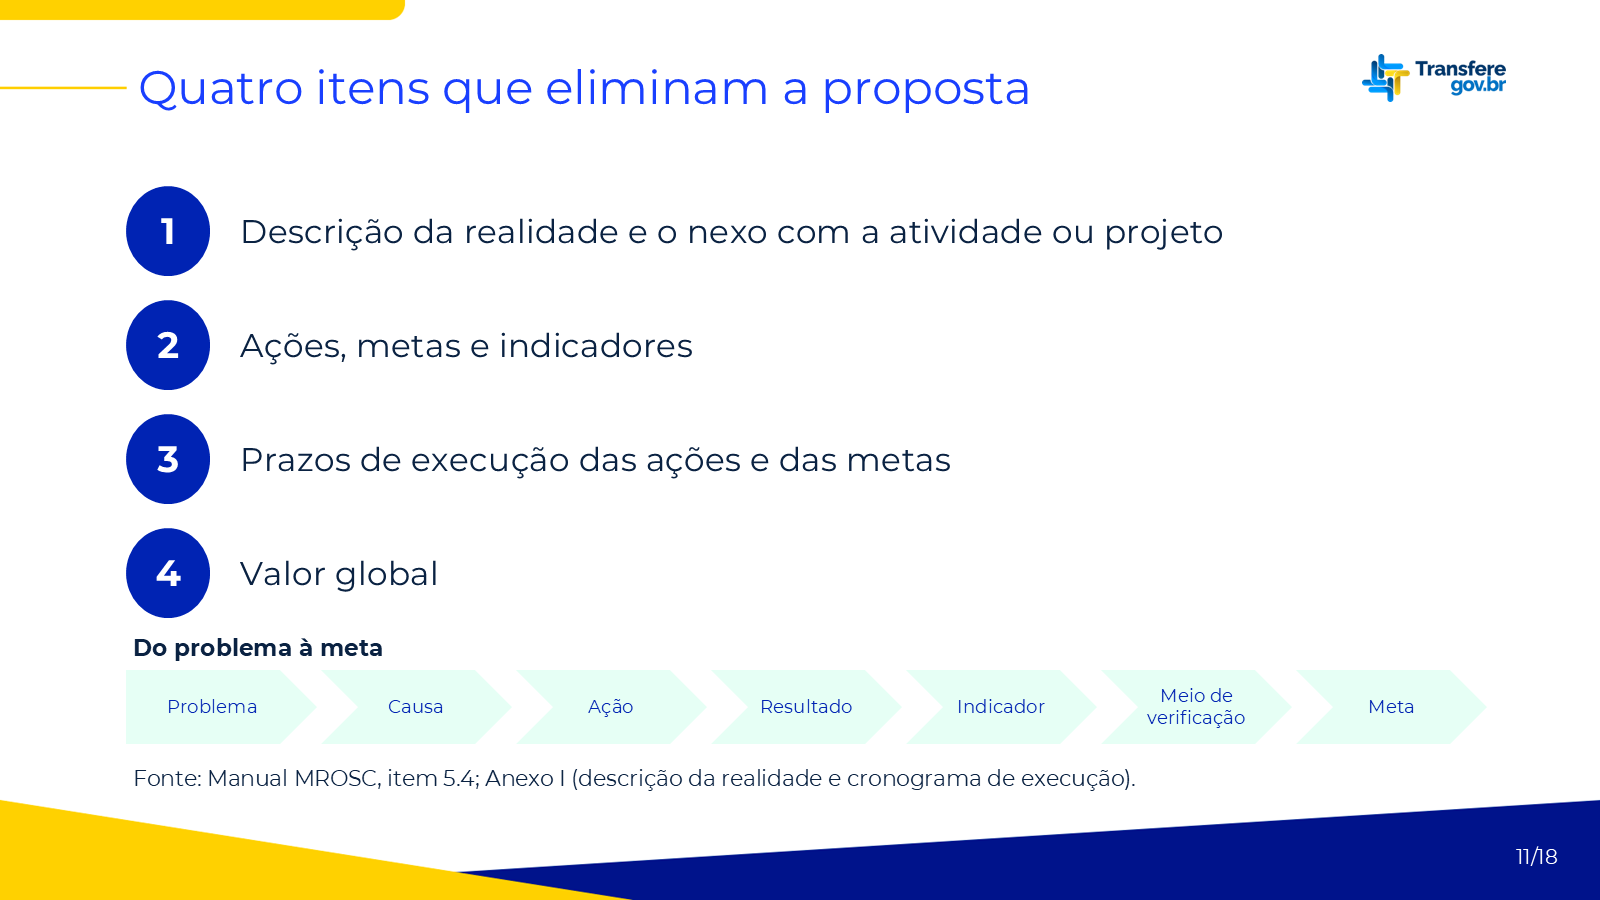 Quatro itens que eliminam a proposta
Transfere
gov.br
1
Descrição da realidade e o nexo com a atividade ou projeto
2
Ações, metas e indicadores
3
Prazos de execução das ações e das metas
4
Valor global
Do problema à meta
Problema
Causa
Ação
Resultado
Indicador
Meio de
verificação
Meta
Fonte: Manual MROSC, item 5.4; Anexo I (descrição da realidade e cronograma de execução).
11/18